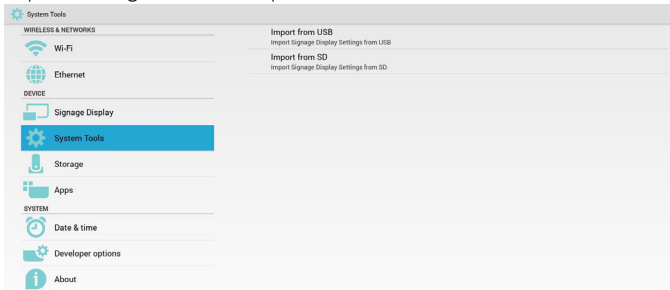 System Tools
WIRELESS & NETWORKS
Wi-Fi
Ethernet
DEVICE
Signage Display
System Tools
Storage
Apps
SYSTEM
Date & time
Developer options
About
Import from USB
Import Signage Display Settings from USB
Import from SD
Import Signage Display Settings from SD